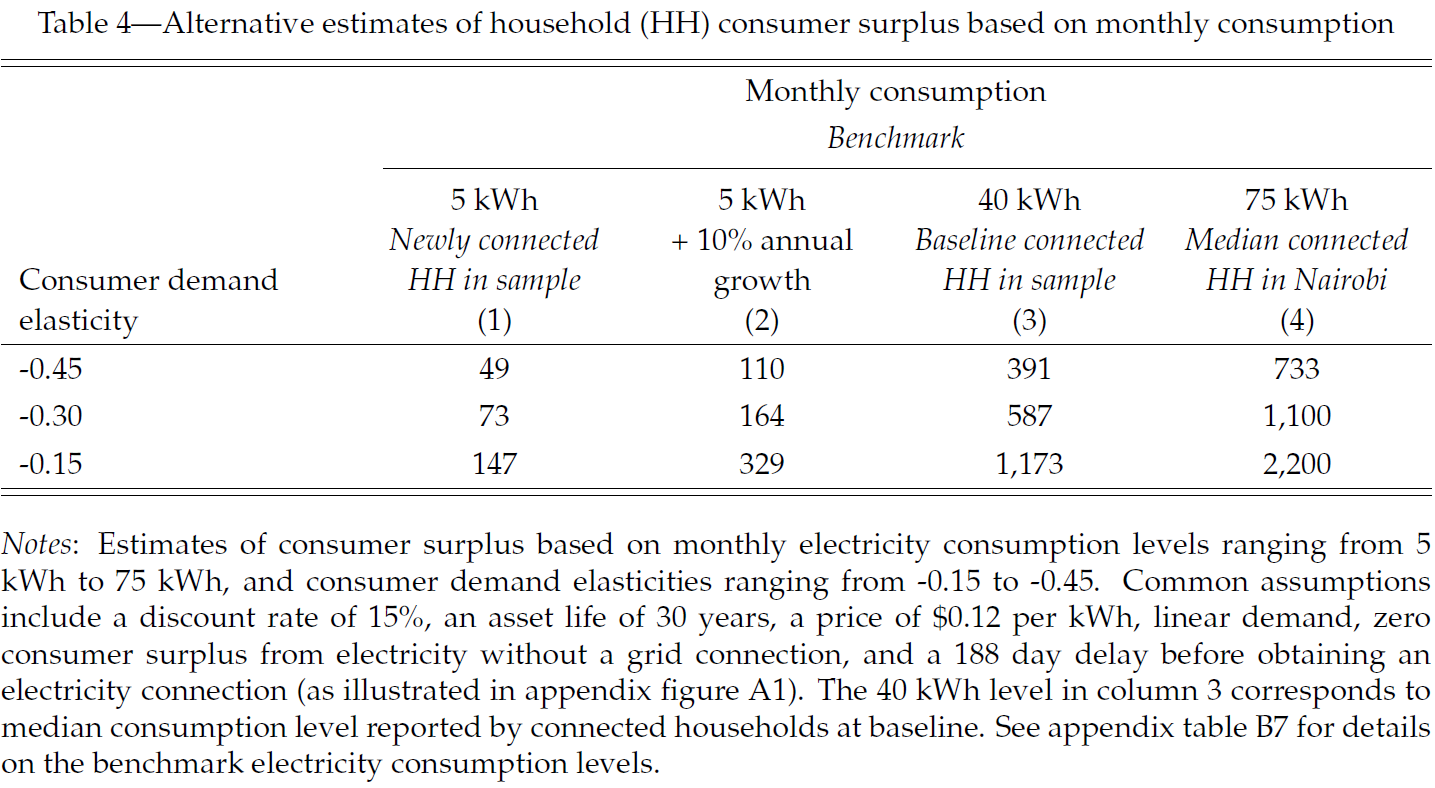 Table 4—Alternative estimates of household (HH) consumer surplus based on monthly consumption
Monthly consumption
Benchmark
5 kWh 5 kWh 40 kWh 75 kWh
Newly connected + 10% annual Baseline connected Median connected
Consumer demand HH in sample growth HH in sample HH in Nairobi
elasticity (1) (2) (3) (4)
-0.45 49 110 391 733
-0.30 73 164 587 1,100
-0.15 147 329 1,173 2,200
Notes: Estimates of consumer surplus based on monthly electricity consumption levels ranging from 5
kWh to 75 kWh, and consumer demand elasticities ranging from -0.15 to -0.45. Common assumptions
include a discount rate of 15%, an asset life of 30 years, a price of $0.12 per kWh, linear demand, zero
consumer surplus from electricity without a grid connection, and a 188 day delay before obtaining an
electricity connection (as illustrated in appendix figure A1). The 40 kWh level in column 3 corresponds to
median consumption level reported by connected households at baseline. See appendix table B7 for details
on the benchmark electricity consumption levels.